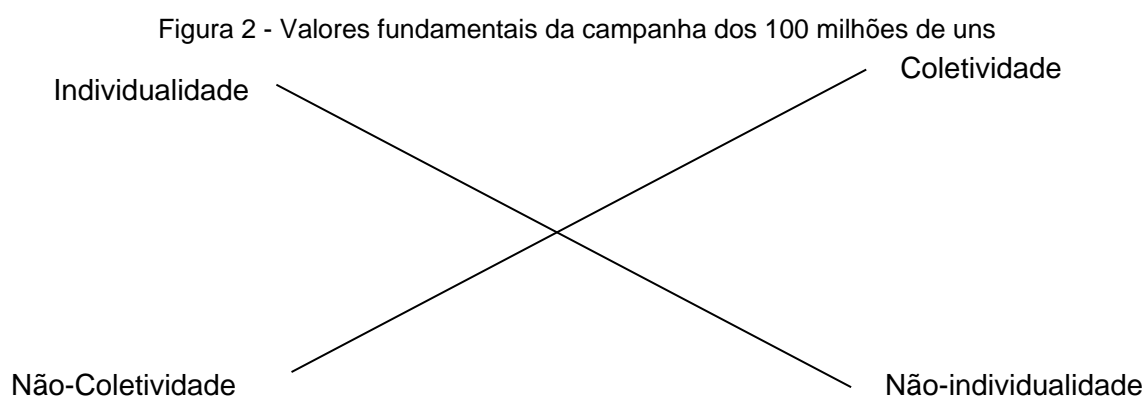 Figura 2 - Valores fundamentais da campanha dos 100 milhões de uns
Individualidade
Coletividade
Não-Coletividade
Não-individualidade